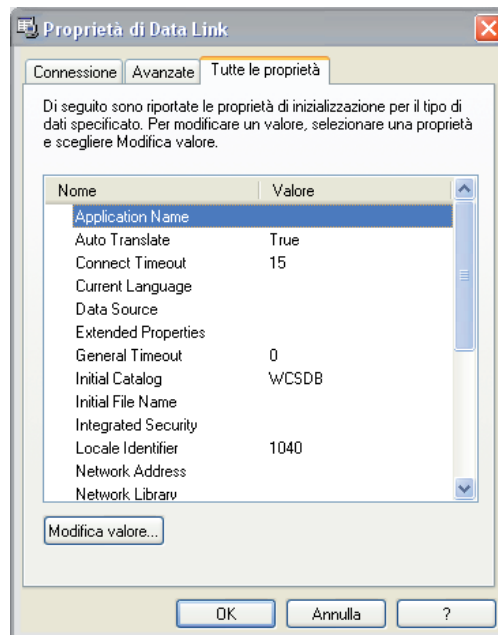 Proprietà di Data Link
Connessione Avanzate Tutte le proprietà
Di seguito sono riportate le proprietà di inizializzazione per il tipo di
dati specificato. Per modificare un valore, selezionare una proprietà
e scegliere Modifica valore.
Nome Valore
Application Name
Auto Translate True
Connect Timeout 15
Current Language
Data Source
Extended Properties
General Timeout 0
Initial Catalog WCSDB
Initial File Name
Integrated Security
Locale Identifier 1040
Network Address
Network Library
Modifica valore...
OK Annulla ?